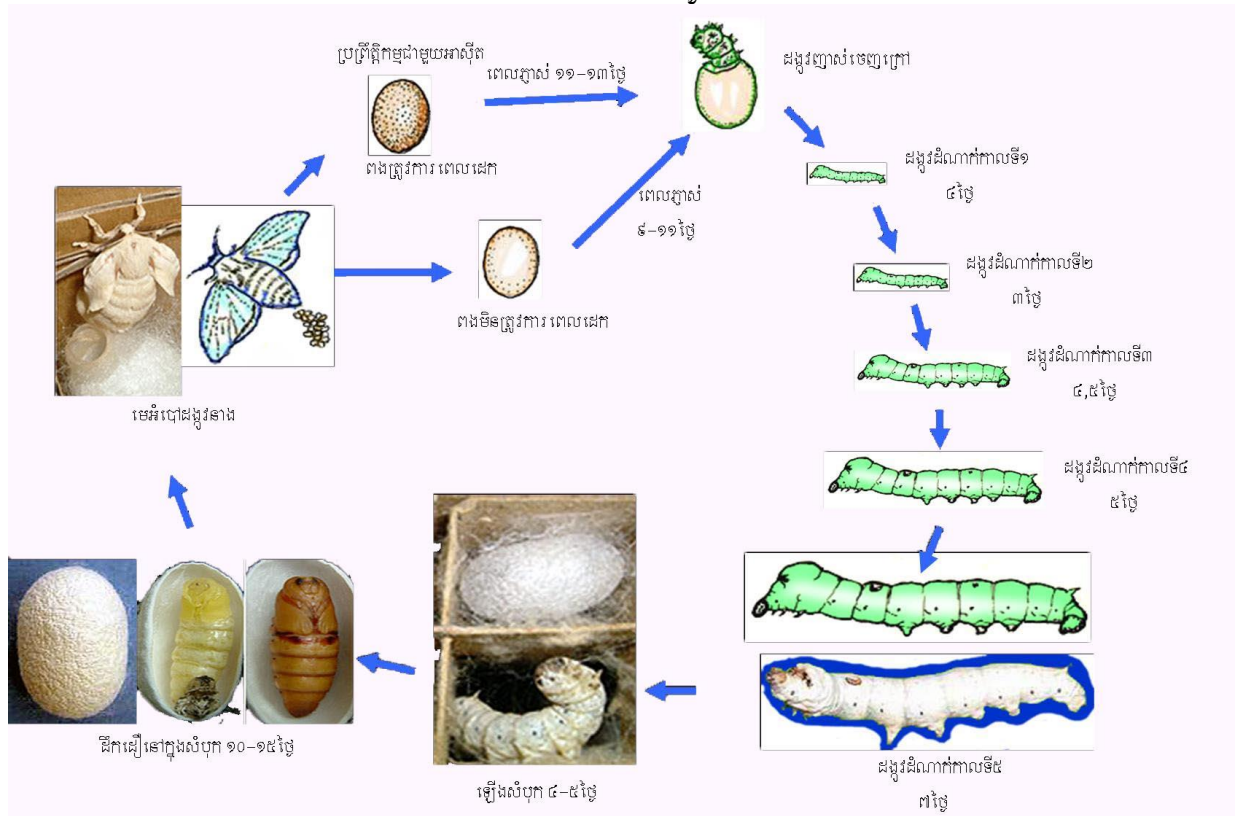 ប្រព្រឹត្តិកម្មជាមួយអាស៊ីត
ពេលភ្ញាស់ ១១–១៣ថ្ងៃ
ដង្កូវញាស់ចេញក្រៅ
ពងត្រូវការ ពេលដេក
ដង្កូវដំណាក់កាលទី១
៤ថ្ងៃ
ពេលភ្ញាស់
៩–១១ថ្ងៃ
ដង្កូវដំណាក់កាលទី២
៣ថ្ងៃ
ពងមិនត្រូវការ ពេលដេក
ដង្កូវដំណាក់កាលទី៣
៤,៥ថ្ងៃ
មេអំបៅដង្កូវនាង
ដង្កូវដំណាក់កាលទី៤
៥ថ្ងៃ
ដឹកដឿនៅក្នុងសំបុក ១០–១៥ថ្ងៃ
ឡើងសំបុក ៤–៥ថ្ងៃ
ដង្កូវដំណាក់កាលទី៥
៧ថ្ងៃ